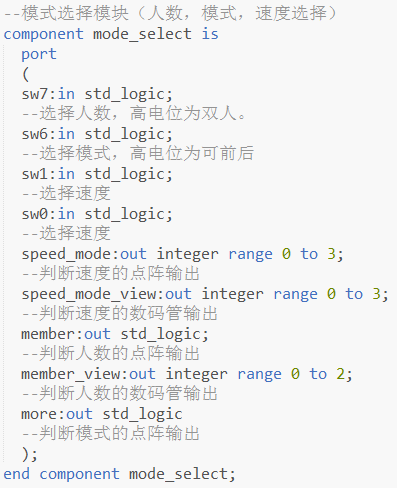 --模式选择模块（人数，模式，速度选择）
component mode_select is
port
(
sw7:in std_logic;
--选择人数，高电位为双人。
sw6:in std_logic;
--选择模式，高电位为可前后
sw1:in std_logic;
--选择速度
sw0:in std_logic;
--选择速度
speed_mode:out integer range 0 to 3;
--判断速度的点阵输出
speed_mode_view:out integer range 0 to 3;
--判断速度的数码管输出
member:out std_logic;
--判断人数的点阵输出
member_view:out integer range 0 to 2;
--判断人数的数码管输出
more:out std_logic
--判断模式的点阵输出
);
end component mode_select;